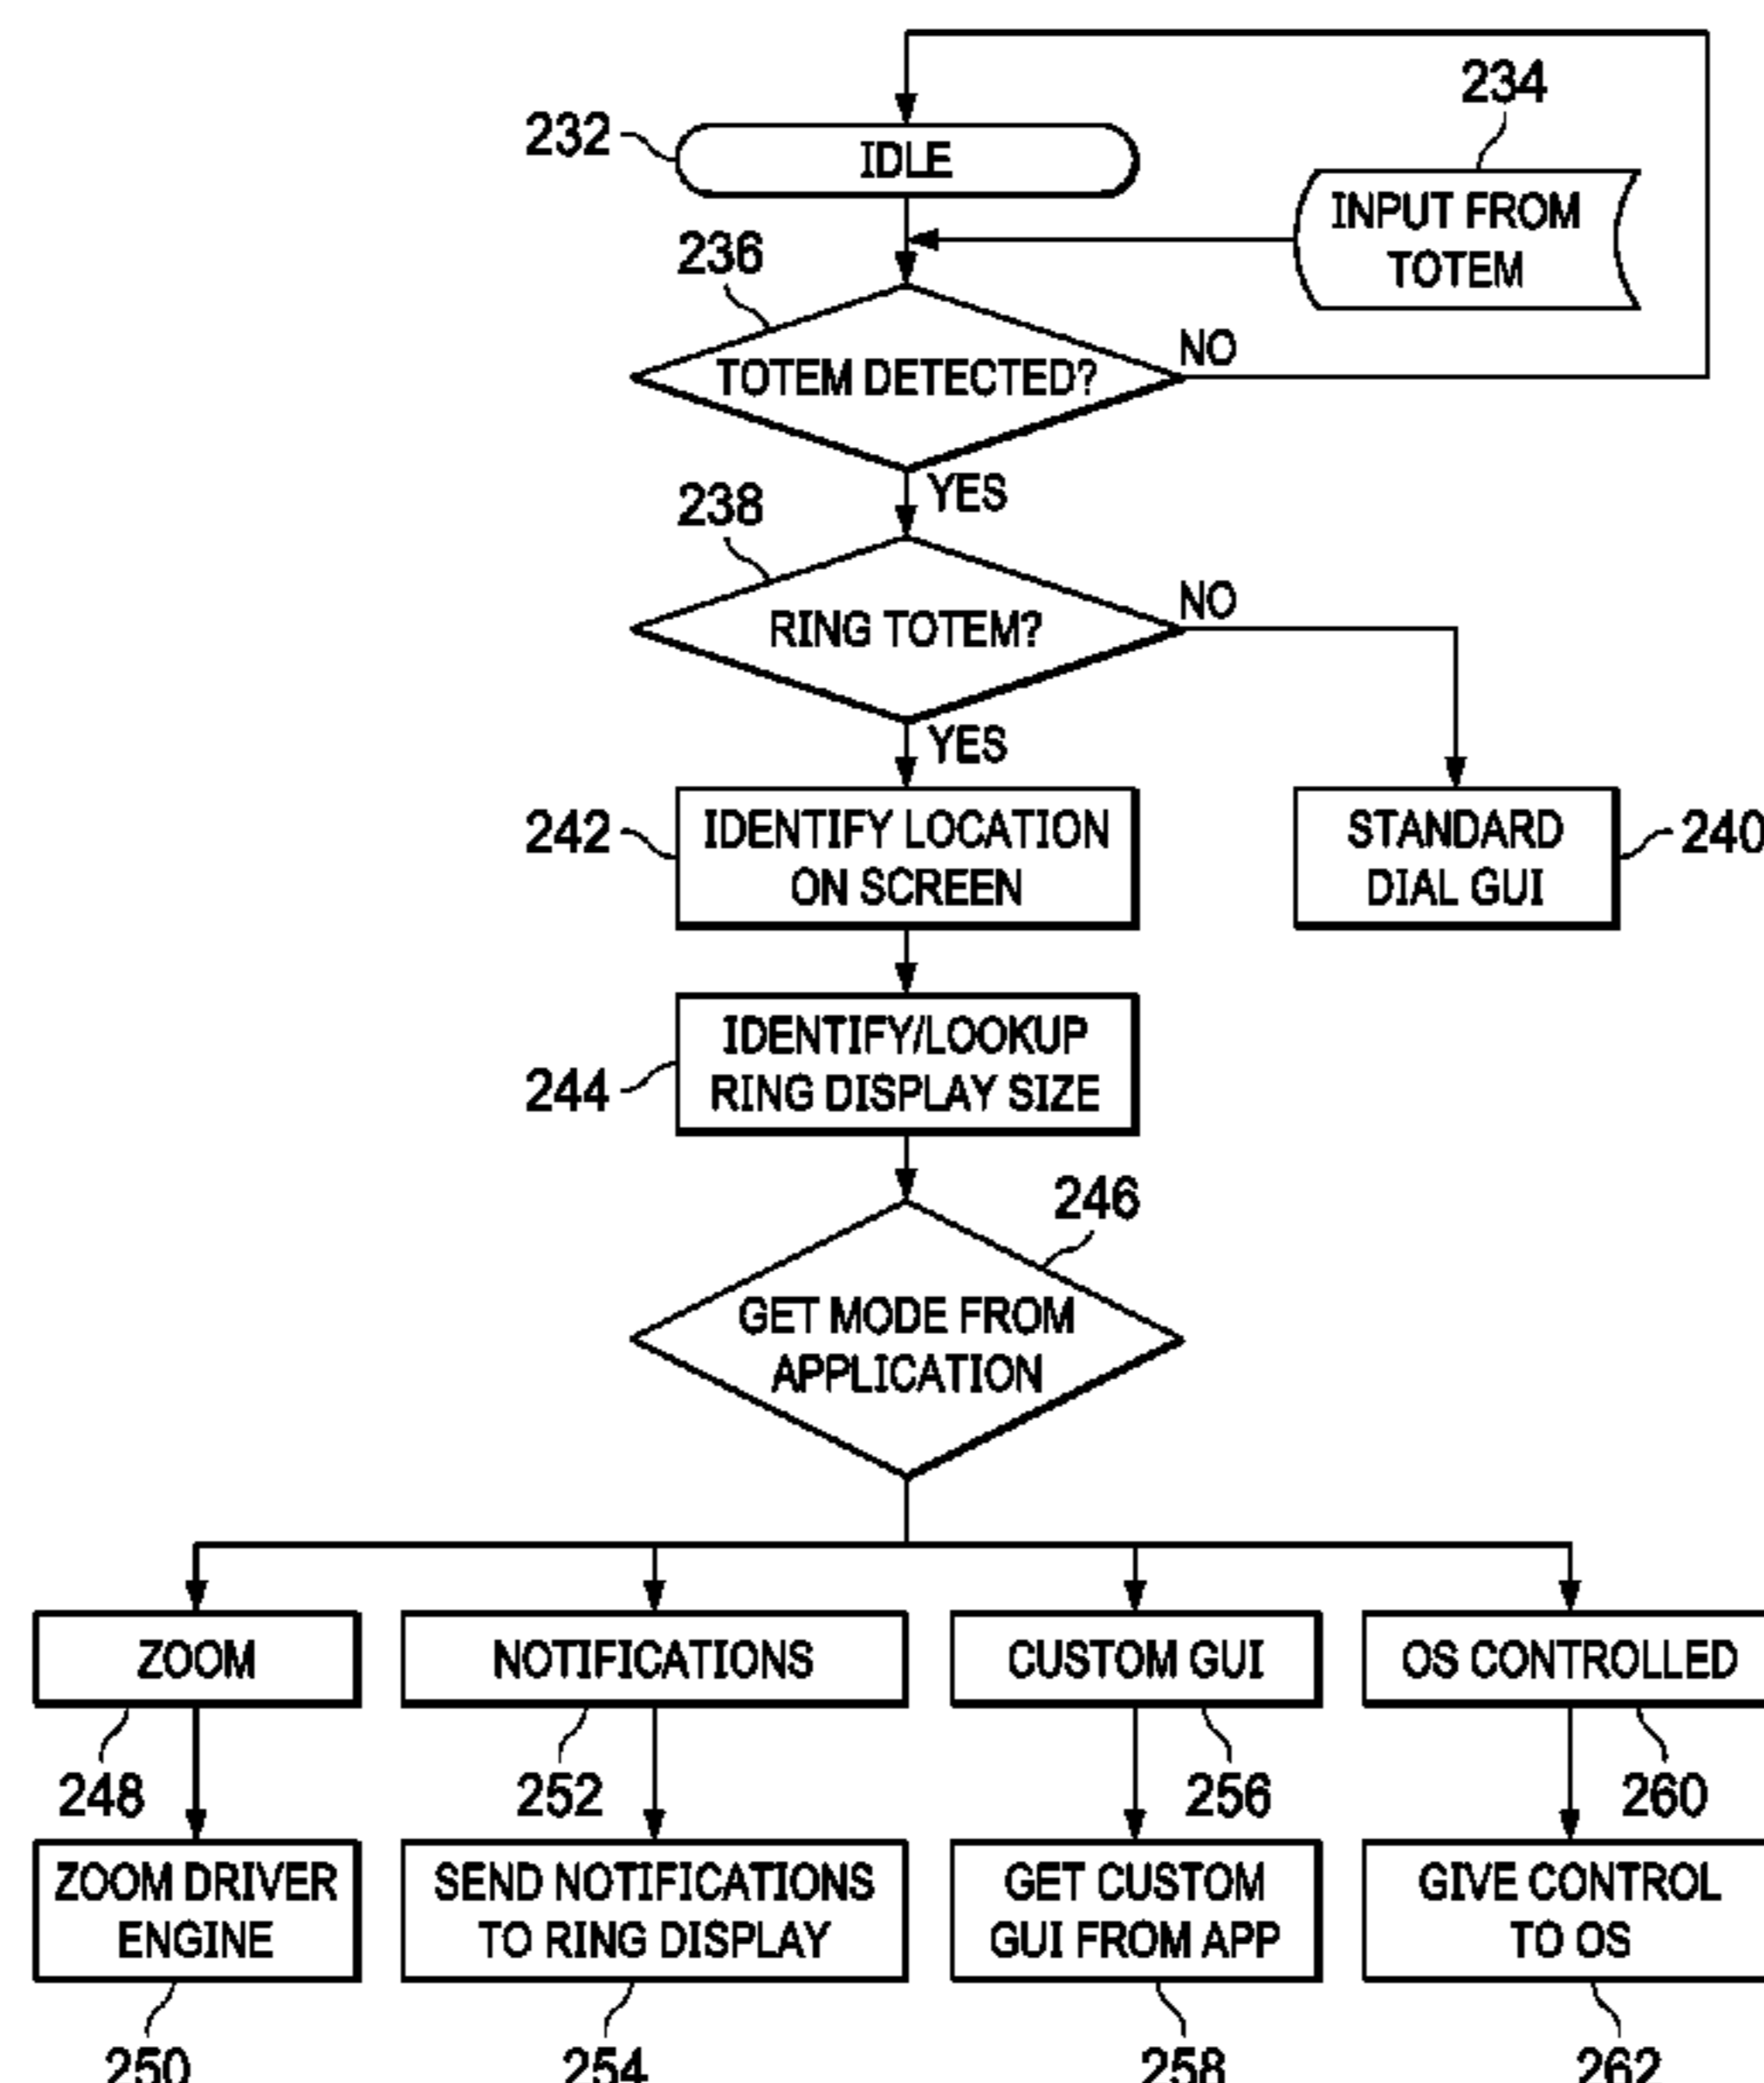 232
IDLE
234
INPUT FROM
TOTEM
236
TOTEM DETECTED?
NO
YES
238
RING TOTEM?
NO
YES
242
IDENTIFY LOCATION
ON SCREEN
STANDARD
DIAL GUI
240
244
IDENTIFY/LOOKUP
RING DISPLAY SIZE
246
GET MODE FROM
APPLICATION
ZOOM
NOTIFICATIONS
CUSTOM GUI
OS CONTROLLED
248
252
256
260
ZOOM DRIVER
ENGINE
SEND NOTIFICATIONS
TO RING DISPLAY
GET CUSTOM
GUI FROM APP
GIVE CONTROL
TO OS
250
254
258
262